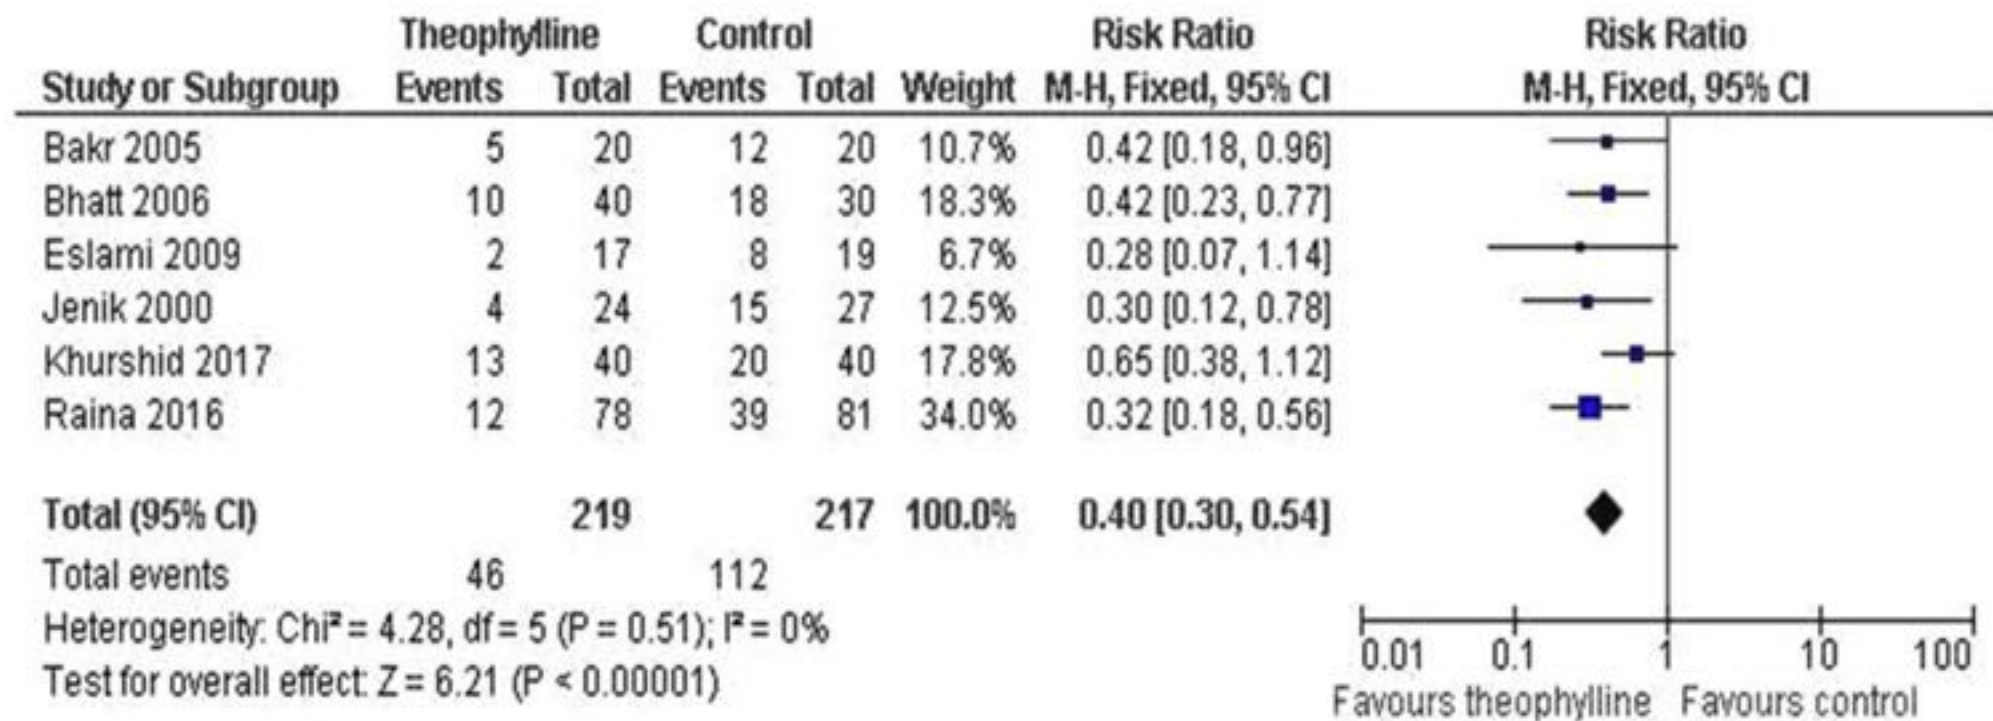 Theophylline Control Risk Ratio Risk Ratio
Study or Subgroup Events Total Events Total Weight M-H, Fixed, 95% CI M-H, Fixed, 95% CI
Bakr 2005 5 20 12 20 10.7% 0.42 [0.18, 0.96]
Bhatt 2006 10 40 18 30 18.3% 0.42 [0.23, 0.77]
Eslami 2009 2 17 8 19 6.7% 0.28 [0.07, 1.14]
Jenik 2000 4 24 15 27 12.5% 0.30 [0.12, 0.78]
Khurshid 2017 13 40 20 40 17.8% 0.65 [0.38, 1.12]
Raina 2016 12 78 39 81 34.0% 0.32 [0.18, 0.56]
Total (95% CI) 219 217 100.0% 0.40 [0.30, 0.54]
Total events 46 112
Heterogeneity: Chi² = 4.28, df = 5 (P = 0.51); I² = 0%
Test for overall effect: Z = 6.21 (P < 0.00001)
0.01 0.1 1 10 100
Favours theophylline Favours control